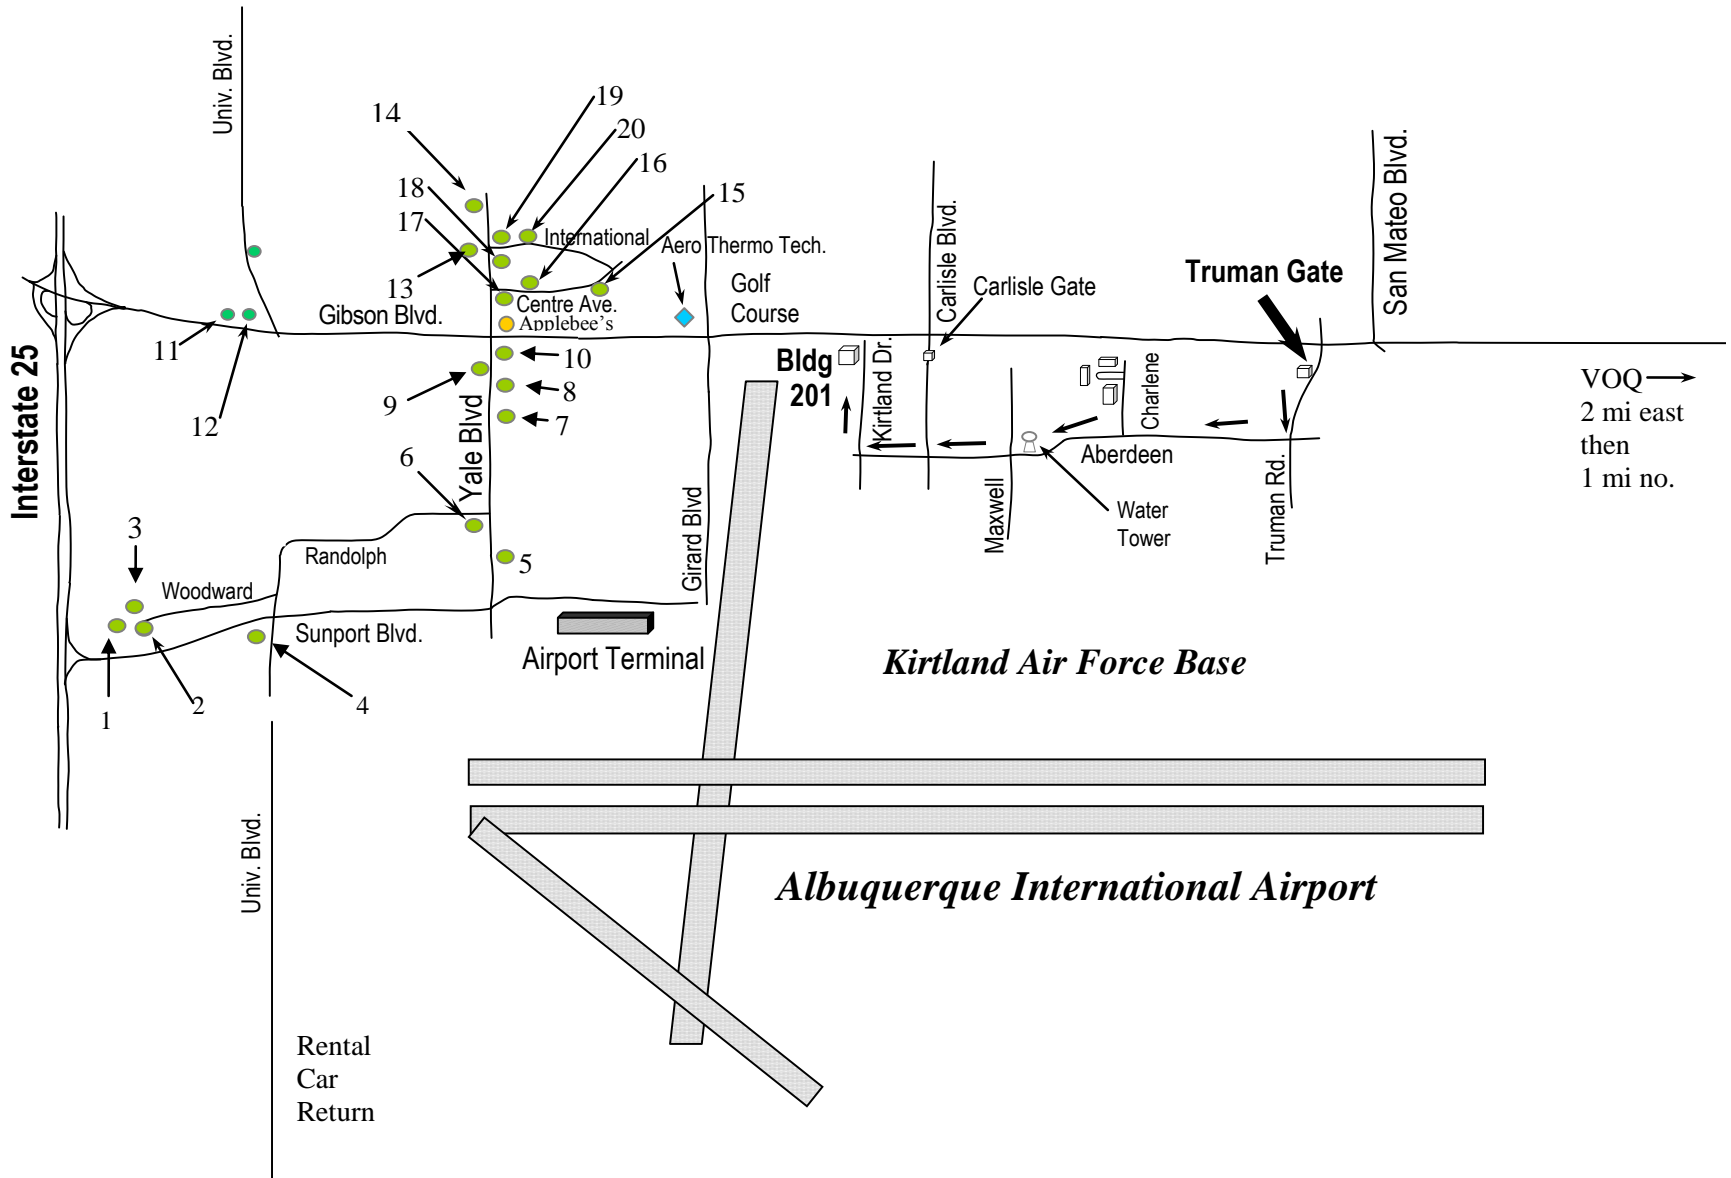 Univ. Blvd.
19
14
20
16
18
15
17
International
Aero Thermo Tech.
13
Golf
Course
Centre Ave.
Applebee's
Gibson Blvd.
Carlisle Blvd.
Carlisle Gate
Truman Gate
San Mateo Blvd.
11
12
10
9
8
7
Bldg
201
Kirtland Dr.
Charlene
VOQ
2 mi east
then
1 mi no.
Interstate 25
Yale Blvd
6
Aberdeen
Water
Tower
Maxwell
Truman Rd.
3
Randolph
5
Girard Blvd
Woodward
Sunport Blvd.
Airport Terminal
Kirtland Air Force Base
1
2
4
Univ. Blvd.
Albuquerque International Airport
Rental
Car
Return